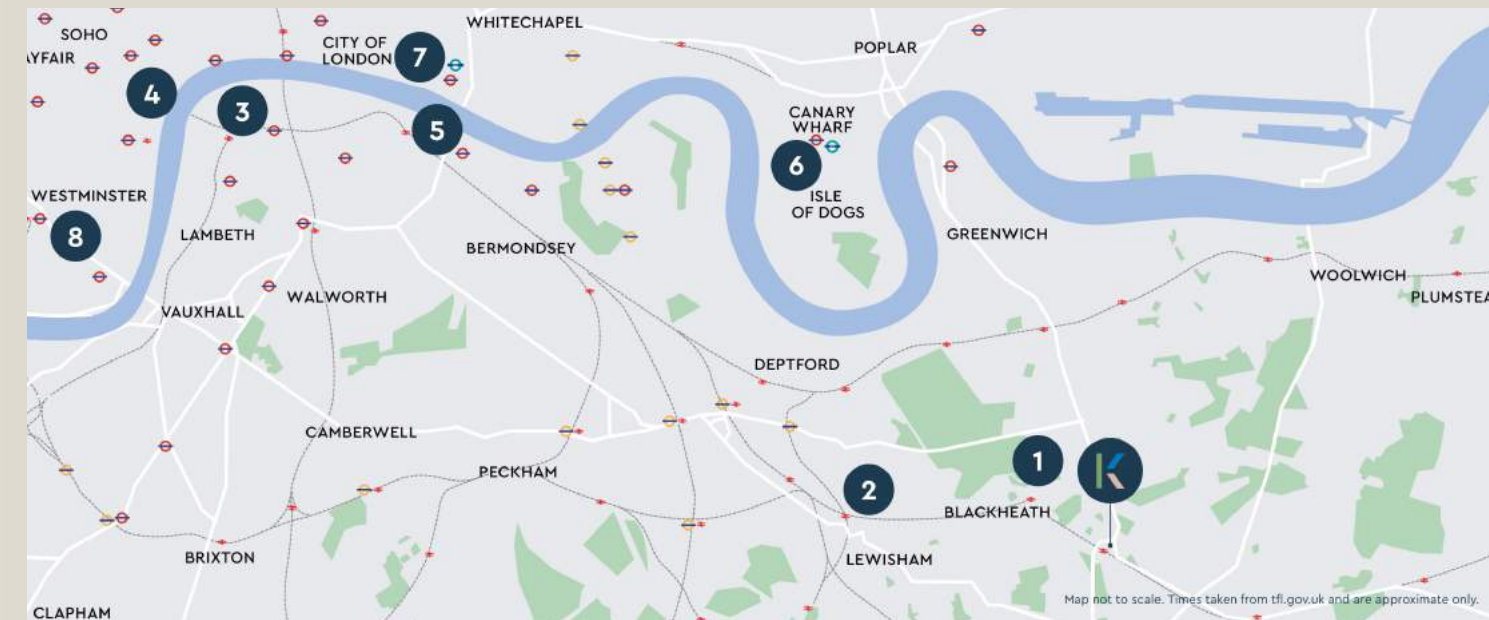 SOHO
WHITECHAPEL
CITY OF
LONDON
7
POPLAR
AYFAIR
4
3
5
CANARY
WHARF
6
WESTMINSTER
ISLE
OF DOGS
8
LAMBETH
BERMONDSEY
GREENWICH
WOOLWICH
WALWORTH
PLUMSTEA
VAUXHALL
DEPTFORD
CAMBERWELL
1
K
PECKHAM
2
BLACKHEATH
BRIXTON
LEWISHAM
Map not to scale. Times taken from tfl.gov.uk and are approximate only.
CLAPHAM